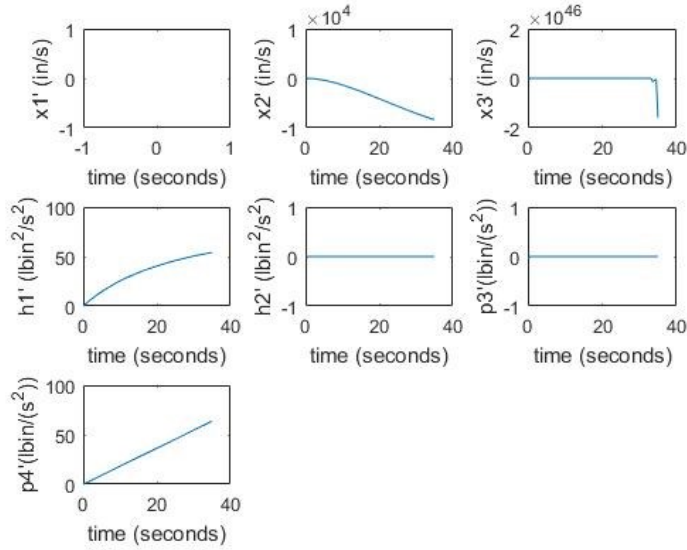 1
0
-1
-1 0 1
x1' (in/s)
time (seconds)
×10^4
1
0
-1
0 20 40
x2' (in/s)
time (seconds)
×10^46
2
0
-2
0 20 40
x3' (in/s)
time (seconds)
100
50
0
0 20 40
h1' (lbin^2/s^2)
time (seconds)
1
0
-1
0 20 40
h2' (lbin^2/s^2)
time (seconds)
1
0
-1
0 20 40
p3'(lbin/(s^2))
time (seconds)
100
50
0
0 20 40
p4'(lbin/(s^2))
time (seconds)